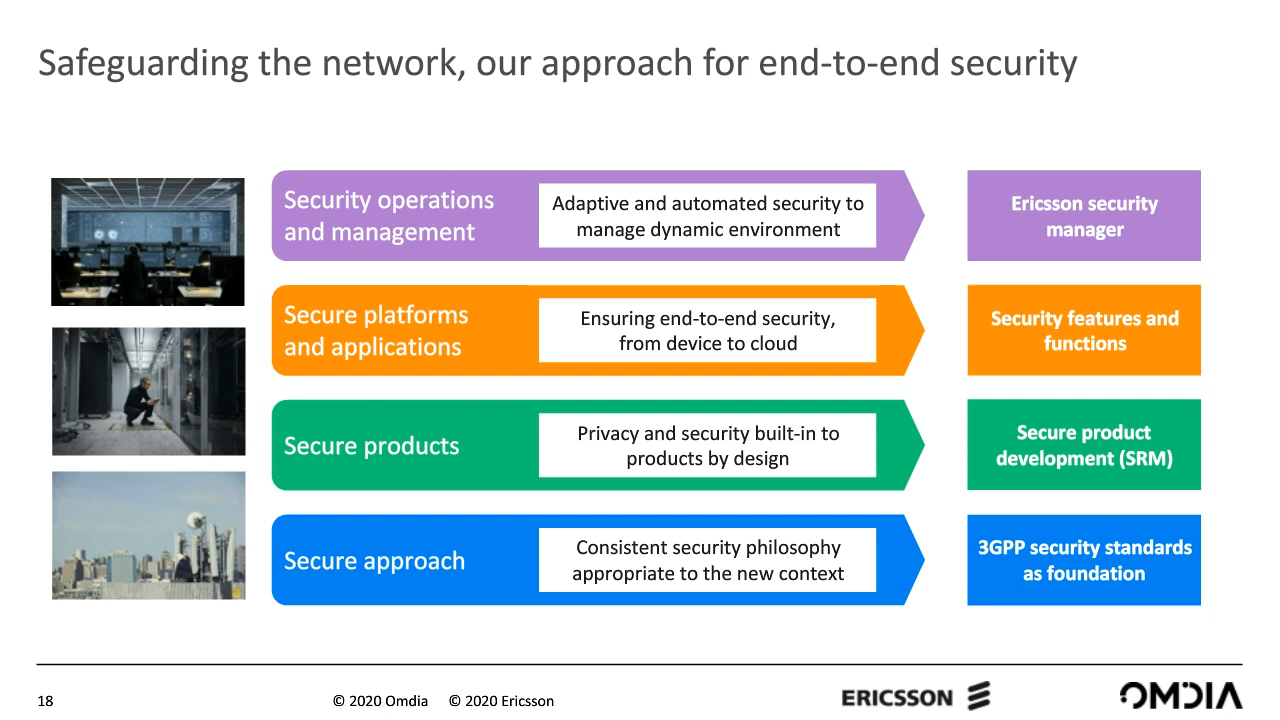 Safeguarding the network, our approach for end-to-end security
Security operations
and management
Adaptive and automated security to
manage dynamic environment
Ericsson security
manager
Secure platforms
and applications
Ensuring end-to-end security,
from device to cloud
Security features and
functions
Secure products
Privacy and security built-in to
products by design
Secure product
development (SRM)
Secure approach
Consistent security philosophy
appropriate to the new context
3GPP security standards
as foundation
18
© 2020 Omdia © 2020 Ericsson
ERICSSON
OMDIA